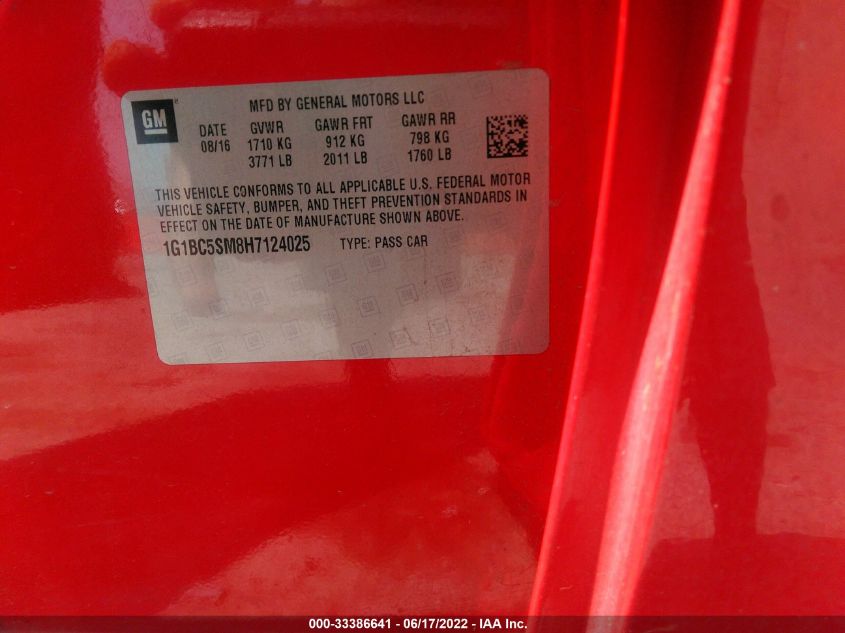 MFD BY GENERAL MOTORS LLC
GM
DATE GVWR GAWR FRT GAWR RR
08/16 1710 KG 912 KG 798 KG
3771 LB 2011 LB 1760 LB
THIS VEHICLE CONFORMS TO ALL APPLICABLE U.S. FEDERAL MOTOR
VEHICLE SAFETY, BUMPER, AND THEFT PREVENTION STANDARDS IN
EFFECT ON THE DATE OF MANUFACTURE SHOWN ABOVE.
1G1BC5SM8H7124025 TYPE: PASS CAR
000-33386641 - 06/17/2022 - IAA Inc.